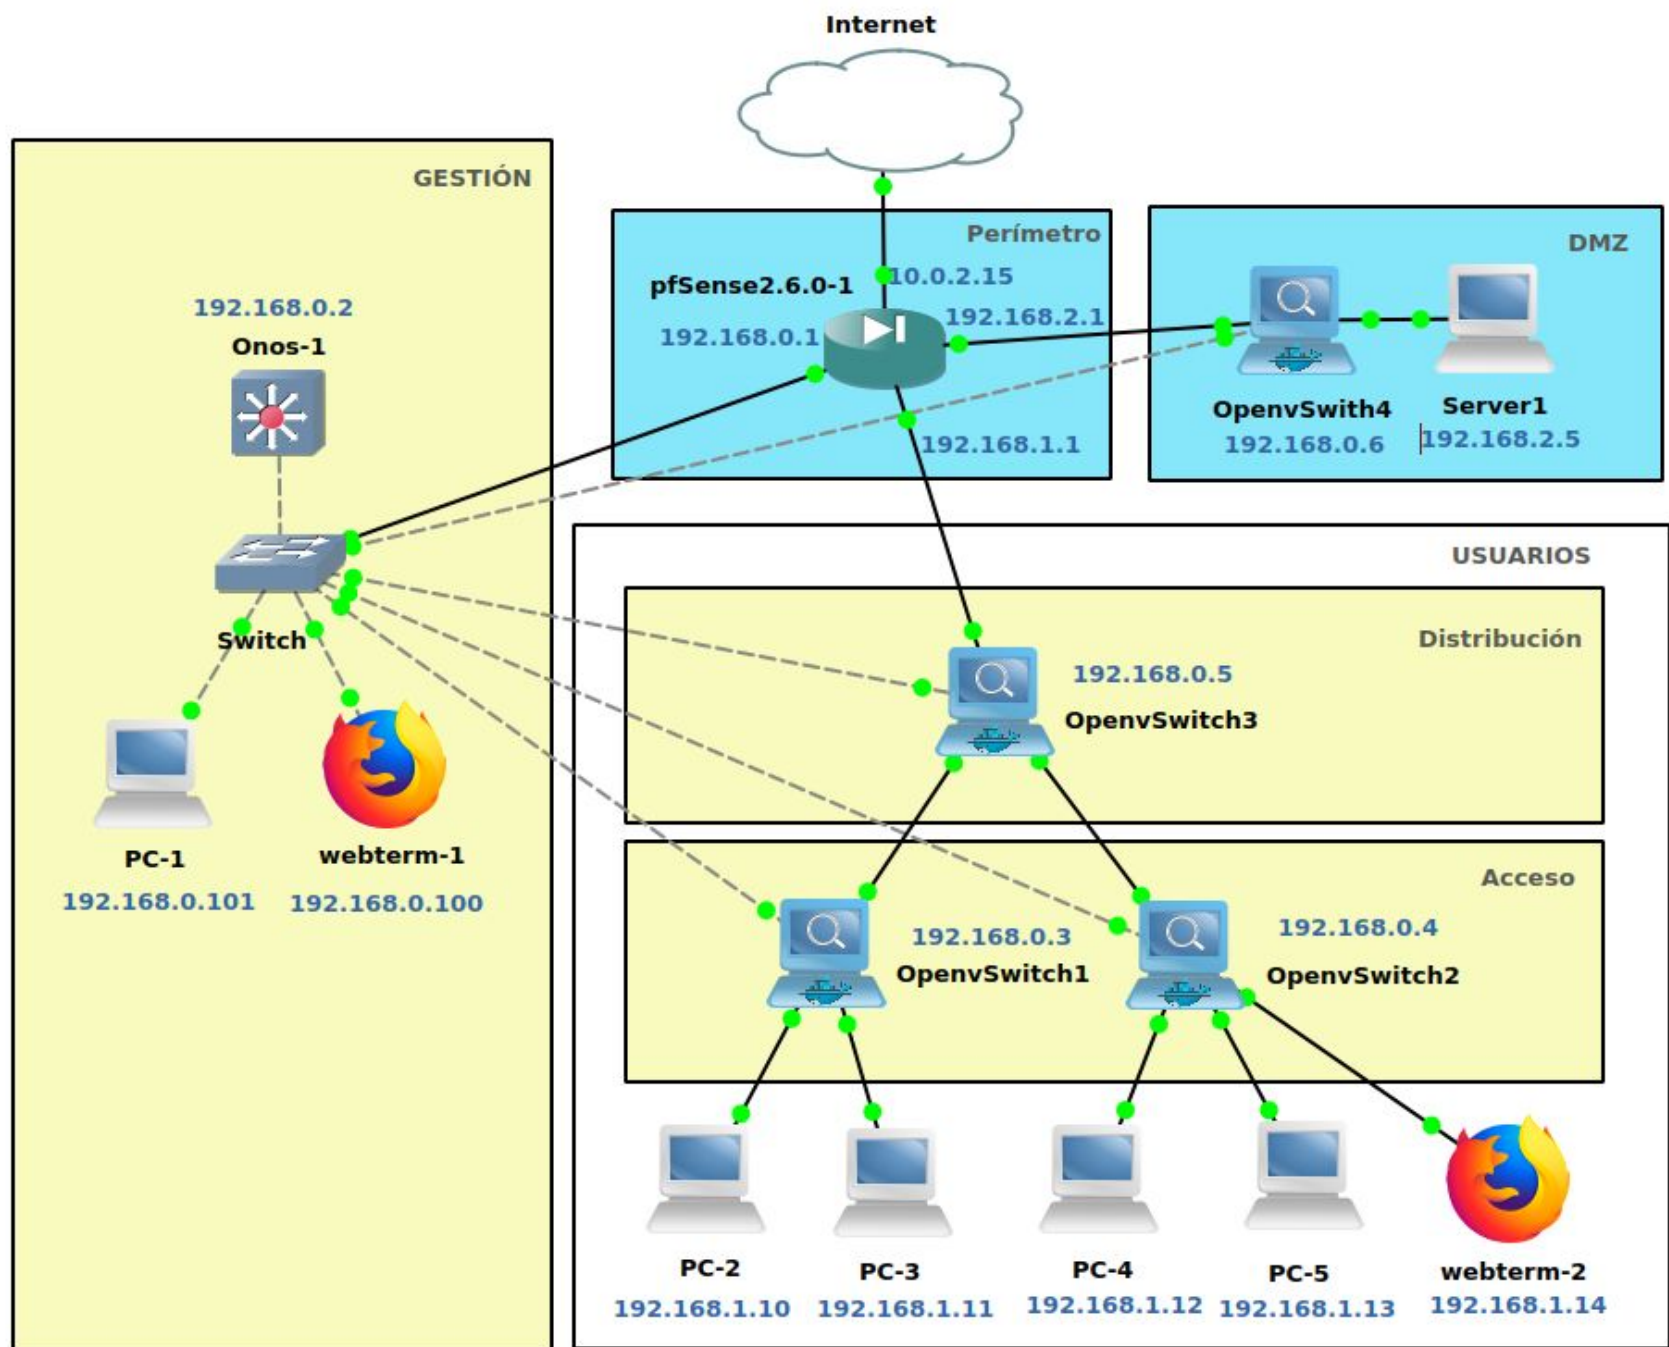 Internet
GESTIÓN
192.168.0.2
Onos-1
Switch
PC-1
192.168.0.101
webterm-1
192.168.0.100
Perímetro
pfSense2.6.0-1
10.0.2.15
192.168.0.1
192.168.2.1
192.168.1.1
DMZ
OpenvSwith4
192.168.0.6
Server1
192.168.2.5
USUARIOS
Distribución
192.168.0.5
OpenvSwitch3
Acceso
192.168.0.3
OpenvSwitch1
192.168.0.4
OpenvSwitch2
PC-2
192.168.1.10
PC-3
192.168.1.11
PC-4
192.168.1.12
PC-5
192.168.1.13
webterm-2
192.168.1.14